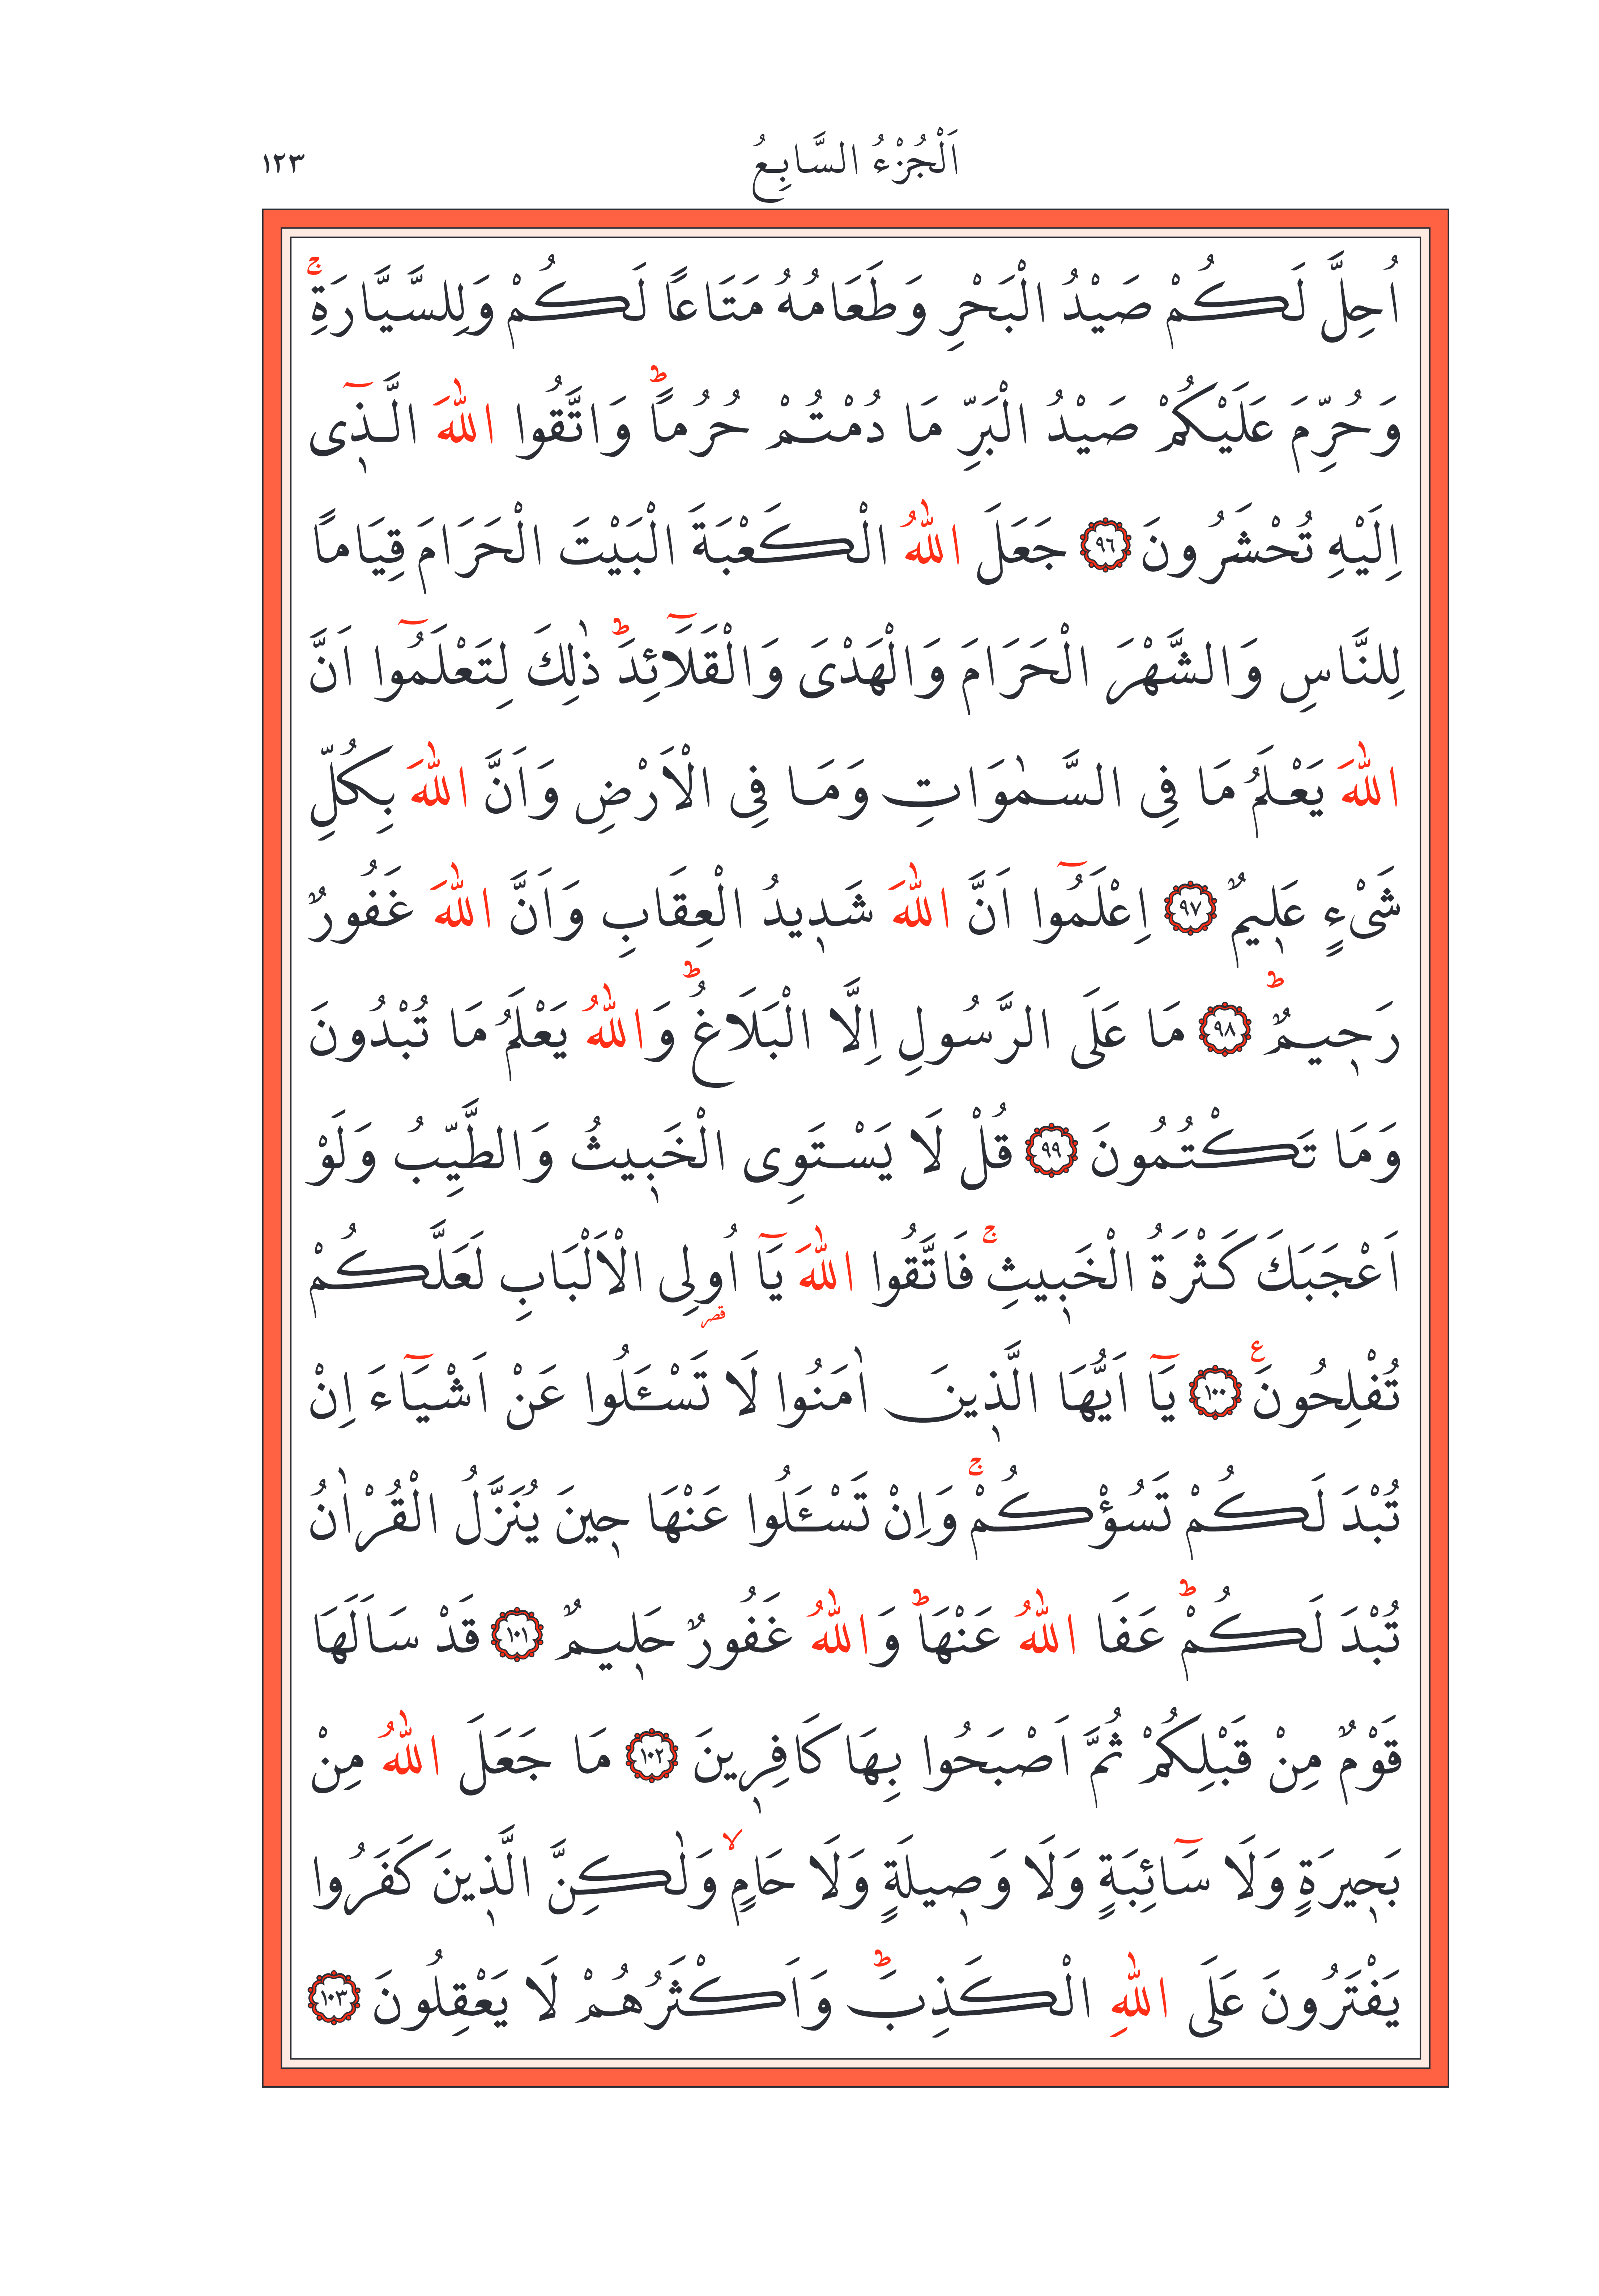 اَلْجُزْءُ السَّابِعُ ١٢٣
اُحِلَّ لَكُمْ صَيْدُ الْبَحْرِ وَطَعَامُهُ مَتَاعًا لَكُمْ وَلِلسَّيَّارَةِۚ
وَحُرِّمَ عَلَيْكُمْ صَيْدُ الْبَرِّ مَا دُمْتُمْ حُرُمًاۜ وَاتَّقُوا اللّٰهَ الَّذ۪ٓى
اِلَيْهِ تُحْشَرُونَ ﴿٩٦﴾ جَعَلَ اللّٰهُ الْكَعْبَةَ الْبَيْتَ الْحَرَامَ قِيَامًا
لِلنَّاسِ وَالشَّهْرَ الْحَرَامَ وَالْهَدْىَ وَالْقَلَٓائِدَۜ ذٰلِكَ لِتَعْلَمُٓوا اَنَّ
اللّٰهَ يَعْلَمُ مَا فِى السَّمٰوَاتِ وَمَا فِى الْاَرْضِ وَاَنَّ اللّٰهَ بِكُلِّ
شَىْءٍ عَل۪يمٌ ﴿٩٧﴾ اِعْلَمُٓوا اَنَّ اللّٰهَ شَد۪يدُ الْعِقَابِ وَاَنَّ اللّٰهَ غَفُورٌ
رَح۪يمٌۜ ﴿٩٨﴾ مَا عَلَى الرَّسُولِ اِلَّا الْبَلَاغُۜ وَاللّٰهُ يَعْلَمُ مَا تُبْدُونَ
وَمَا تَكْتُمُونَ ﴿٩٩﴾ قُلْ لَا يَسْتَوِى الْخَب۪يثُ وَالطَّيِّبُ وَلَوْ
اَعْجَبَكَ كَثْرَةُ الْخَب۪يثِۚ فَاتَّقُوا اللّٰهَ يَٓا اُولِى الْاَلْبَابِ لَعَلَّكُمْ
قصر
تُفْلِحُونَ ع ﴿١٠٠﴾ يَٓا اَيُّهَا الَّذ۪ينَ اٰمَنُوا لَا تَسْـَٔلُوا عَنْ اَشْيَٓاءَ اِنْ
تُبْدَ لَكُمْ تَسُؤْكُمْۚ وَاِنْ تَسْـَٔلُوا عَنْهَا ح۪ينَ يُنَزَّلُ الْقُرْاٰنُ
تُبْدَ لَكُمْۜ عَفَا اللّٰهُ عَنْهَاۜ وَاللّٰهُ غَفُورٌ حَل۪يمٌ ﴿١٠١﴾ قَدْ سَاَلَهَا
قَوْمٌ مِنْ قَبْلِكُمْ ثُمَّ اَصْبَحُوا بِهَا كَافِر۪ينَ ﴿١٠٢﴾ مَا جَعَلَ اللّٰهُ مِنْ
بَح۪يرَةٍ وَلَا سَٓائِبَةٍ وَلَا وَص۪يلَةٍ وَلَا حَامٍۙ وَلٰكِنَّ الَّذ۪ينَ كَفَرُوا
يَفْتَرُونَ عَلَى اللّٰهِ الْكَذِبَۜ وَاَكْثَرُهُمْ لَا يَعْقِلُونَ ﴿١٠٣﴾